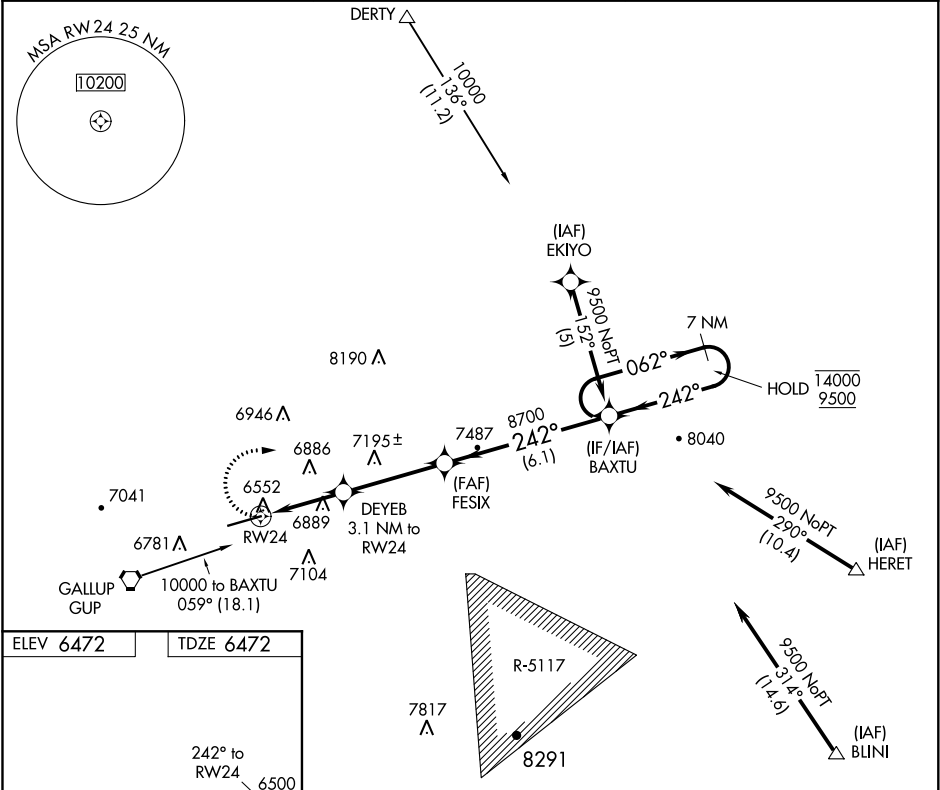 MSA RW24 25 NM
10200
DERTY
10000
136°
(11.2)
(IAF)
EKIYO
9500 NoPT
152°
(5)
7 NM
062°
242°
HOLD
14000
9500
8190
6946
6886
7195±
7487
8700
242°
(6.1)
(IF/IAF)
BAXTU
8040
(FAF)
FESIX
7041
6552
6889
DEYEB
3.1 NM to
RW24
RW24
6781
7104
GALLUP
GUP
10000 to BAXTU
059° (18.1)
9500 NoPT
290°
(10.4)
(IAF)
HERET
R-5117
9500 NoPT
314°
(14.6)
(IAF)
BLINI
7817
8291
ELEV 6472
TDZE 6472
242° to
RW24
6500